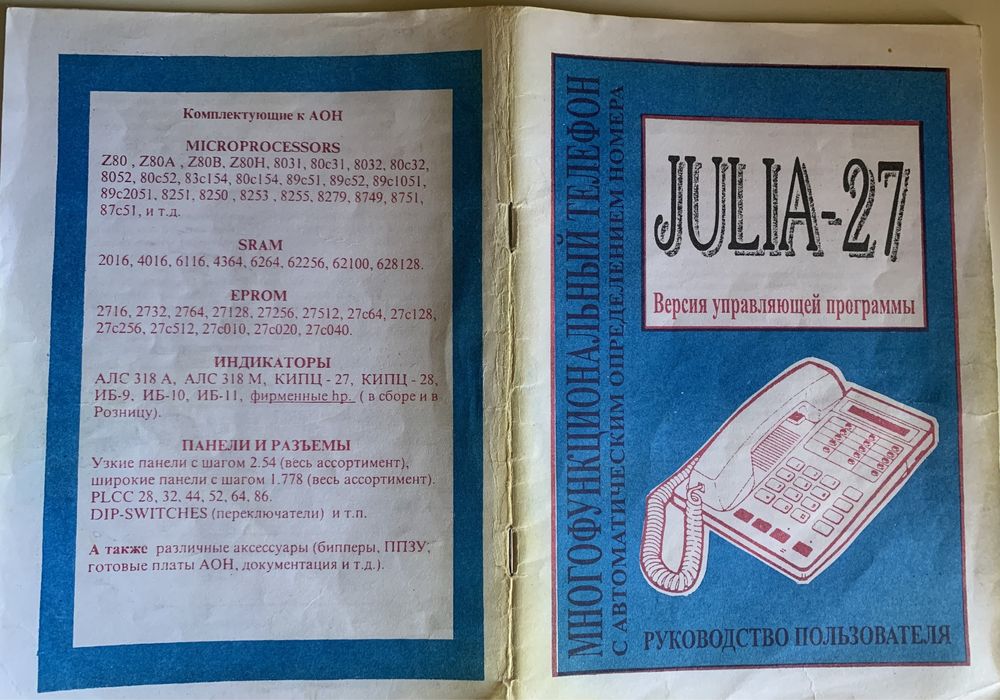 Комплектующие к АОН
MICROPROCESSORS
Z80 , Z80A , Z80B, Z80H, 8031, 80c31, 8032, 80c32,
8052, 80c52, 83c154, 80c154, 89c51, 89c52, 89c1051,
89c2051, 8251, 8250 , 8253 , 8255, 8279, 8749, 8751,
87c51, и т.д.
SRAM
2016, 4016, 6116, 4364, 6264, 62256, 62100, 628128.
EPROM
2716, 2732, 2764, 27128, 27256, 27512, 27c64, 27c128,
27c256, 27c512, 27c010, 27c020, 27c040.
ИНДИКАТОРЫ
АЛС 318 А, АЛС 318 М, КИПЦ - 27, КИПЦ - 28,
ИБ-9, ИБ-10, ИБ-11, фирменные hp. ( в сборе и в
Розницу).
ПАНЕЛИ И РАЗЪЕМЫ
Узкие панели с шагом 2.54 (весь ассортимент),
широкие панели с шагом 1.778 (весь ассортимент).
PLCC 28, 32, 44, 52, 64, 86.
DIP-SWITCHES (переключатели) и т.п.
А также различные аксессуары (бипперы, ППЗУ,
готовые платы АОН, документация и т.д.).
МНОГОФУНКЦИОНАЛЬНЫЙ ТЕЛЕФОН
С АВТОМАТИЧЕСКИМ ОПРЕДЕЛЕНИЕМ НОМЕРА
JULIA-27
Версия управляющей программы
РУКОВОДСТВО ПОЛЬЗОВАТЕЛЯ